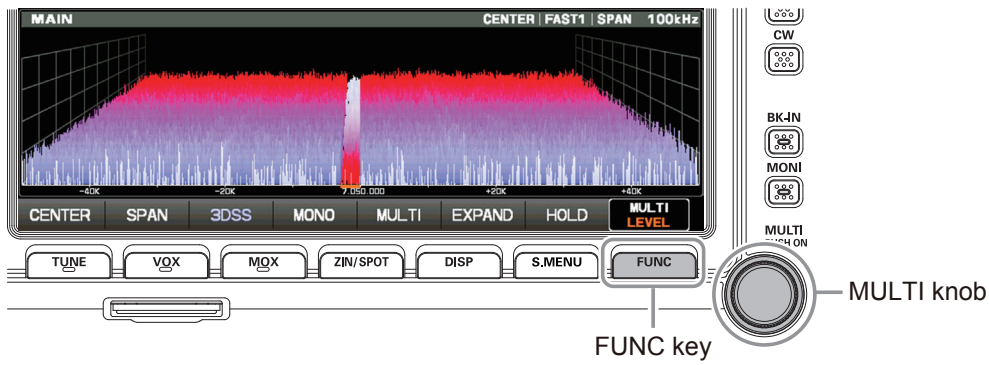 MAIN
CENTER | FAST1 | SPAN 100kHz
-40K -20K 7.050.000 +20K +40K
CENTER SPAN 3DSS MONO MULTI EXPAND HOLD MULTI
LEVEL
TUNE VOX MOX ZIN/SPOT DISP S.MENU FUNC
CW
BK-IN
MONI
MULTI
PUSH ON
MULTI knob
FUNC key